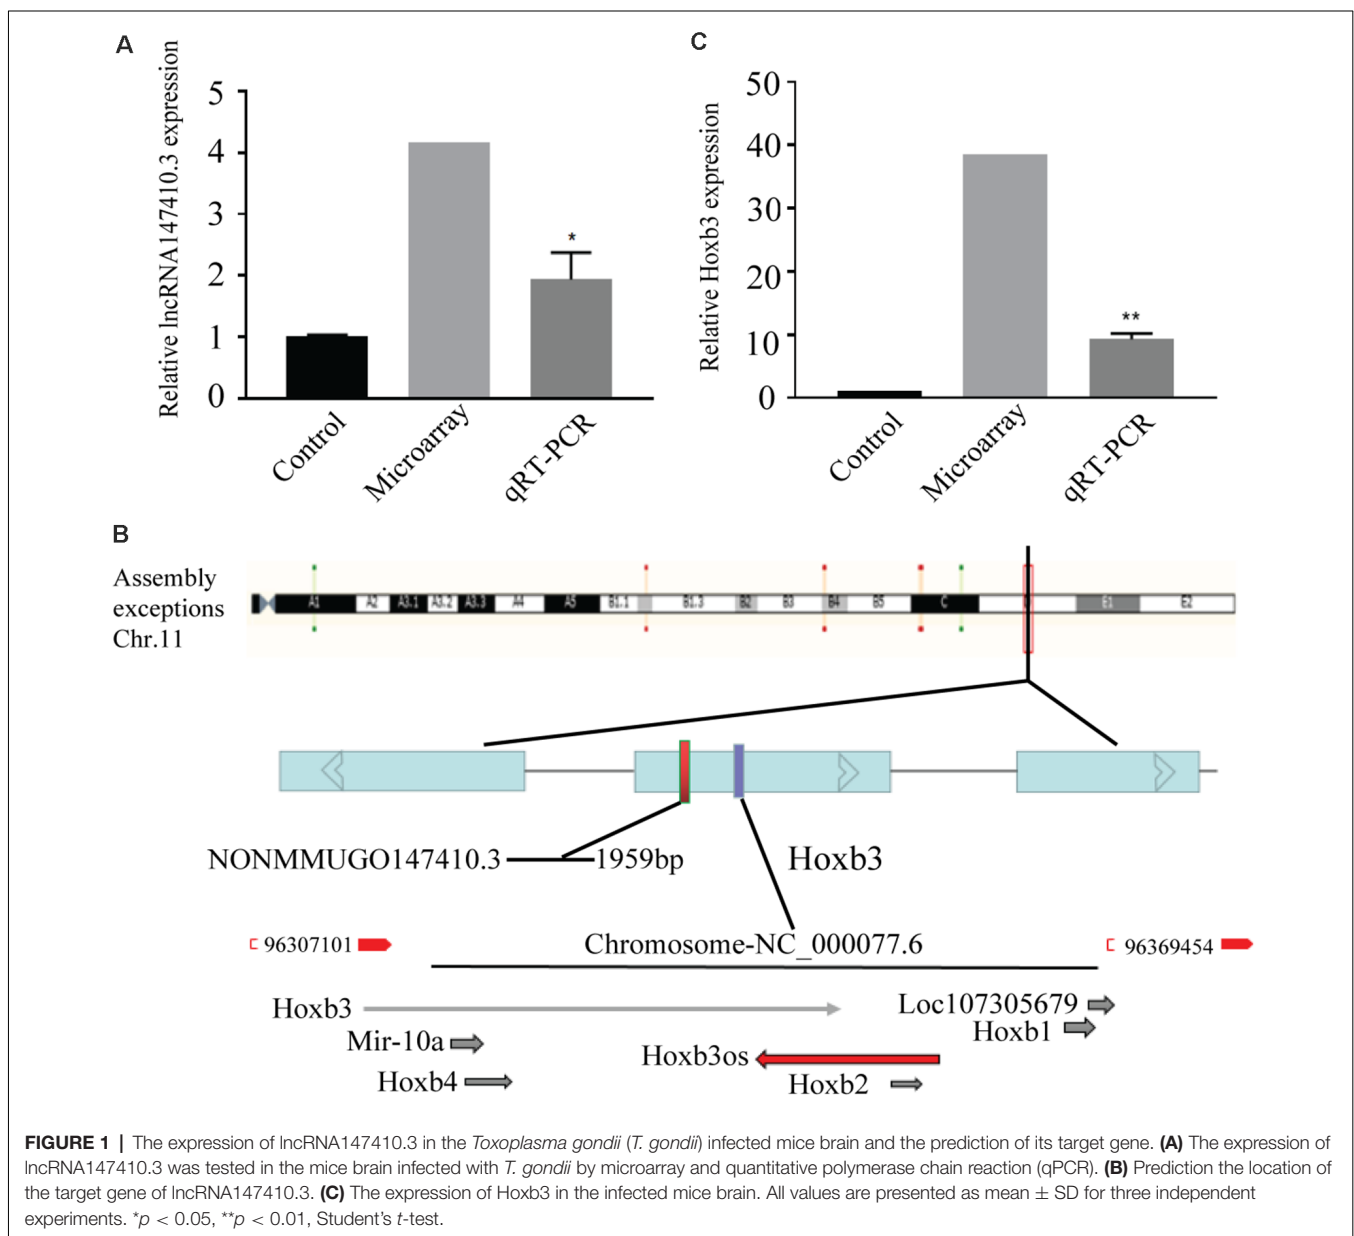 A
Relative lncRNA147410.3 expression
5
4
3
2
1
0
Control
Microarray
qRT-PCR
*
C
Relative Hoxb3 expression
50
40
30
20
10
0
Control
Microarray
qRT-PCR
**
B
Assembly
exceptions
Chr.11
A1 A2 A3.1 A3.2 A3.3 A4 A5 B1.1 B1.3 B2 B3 B4 B5 C E1 E2
NONMMUGO147410.3
1959bp
Hoxb3
96307101
Chromosome-NC_000077.6
96369454
Hoxb3
Loc107305679
Hoxb1
Mir-10a
Hoxb3os
Hoxb4
Hoxb2
FIGURE 1 | The expression of lncRNA147410.3 in the Toxoplasma gondii (T. gondii) infected mice brain and the prediction of its target gene. (A) The expression of
lncRNA147410.3 was tested in the mice brain infected with T. gondii by microarray and quantitative polymerase chain reaction (qPCR). (B) Prediction the location of
the target gene of lncRNA147410.3. (C) The expression of Hoxb3 in the infected mice brain. All values are presented as mean ± SD for three independent
experiments. *p < 0.05, **p < 0.01, Student's t-test.